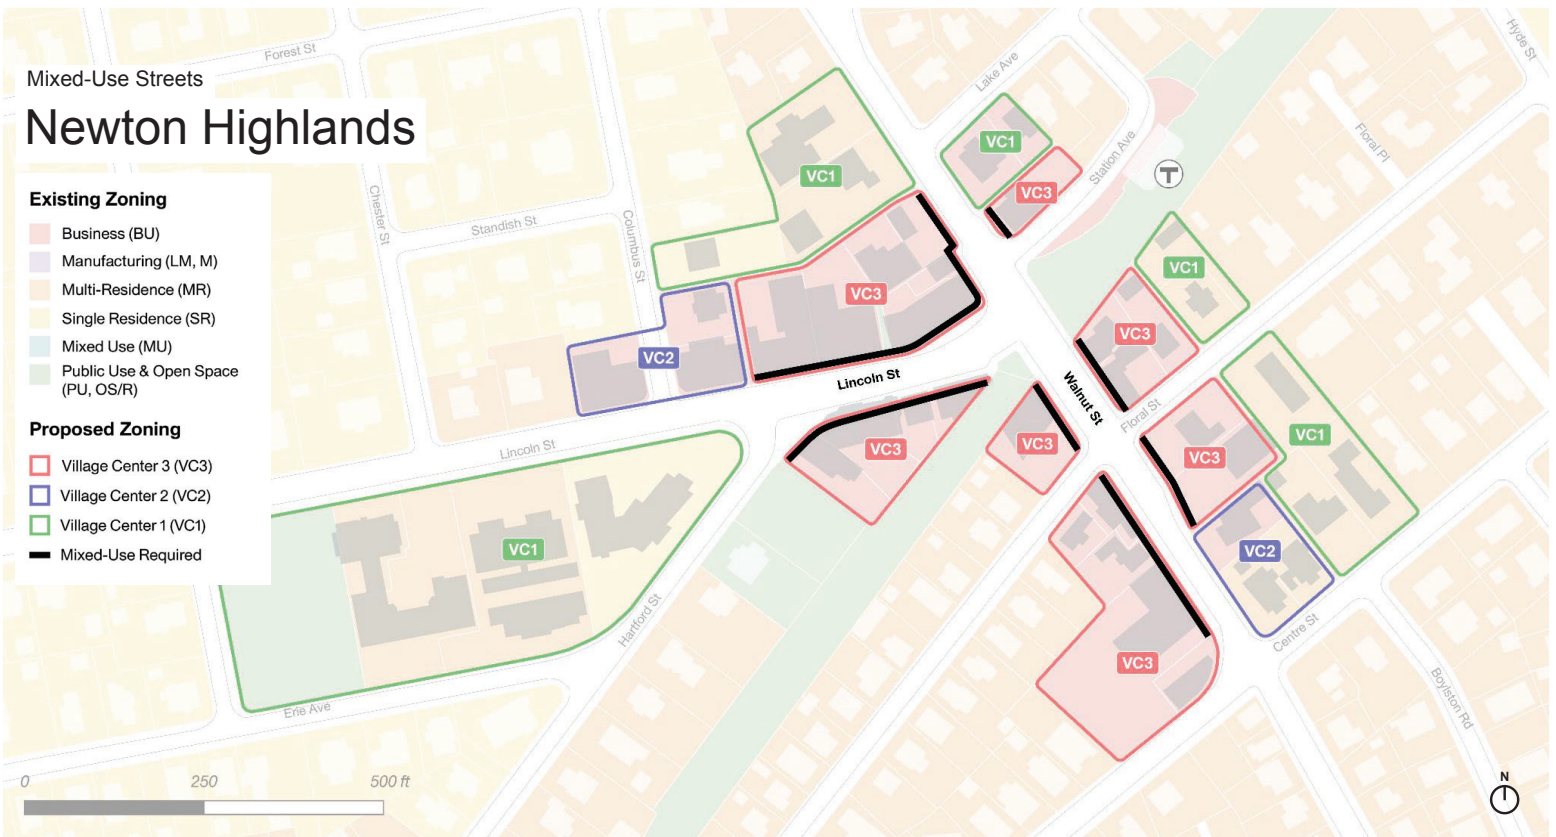 Mixed-Use Streets
Newton Highlands
Existing Zoning
Business (BU)
Manufacturing (LM, M)
Multi-Residence (MR)
Single Residence (SR)
Mixed Use (MU)
Public Use & Open Space
(PU, OS/R)
Proposed Zoning
Village Center 3 (VC3)
Village Center 2 (VC2)
Village Center 1 (VC1)
Mixed-Use Required
Forest St
Chester St
Standish St
Columbus St
Lake Ave
Station Ave
T
Hyde St
Floral Pl
VC1
VC1
VC3
VC1
VC3
VC3
VC2
Lincoln St
Walnut St
Floral St
VC3
VC3
VC3
VC1
Lincoln St
VC1
VC2
Hartford St
Centre St
VC3
Boylston Rd
Erie Ave
0
250
500 ft
N